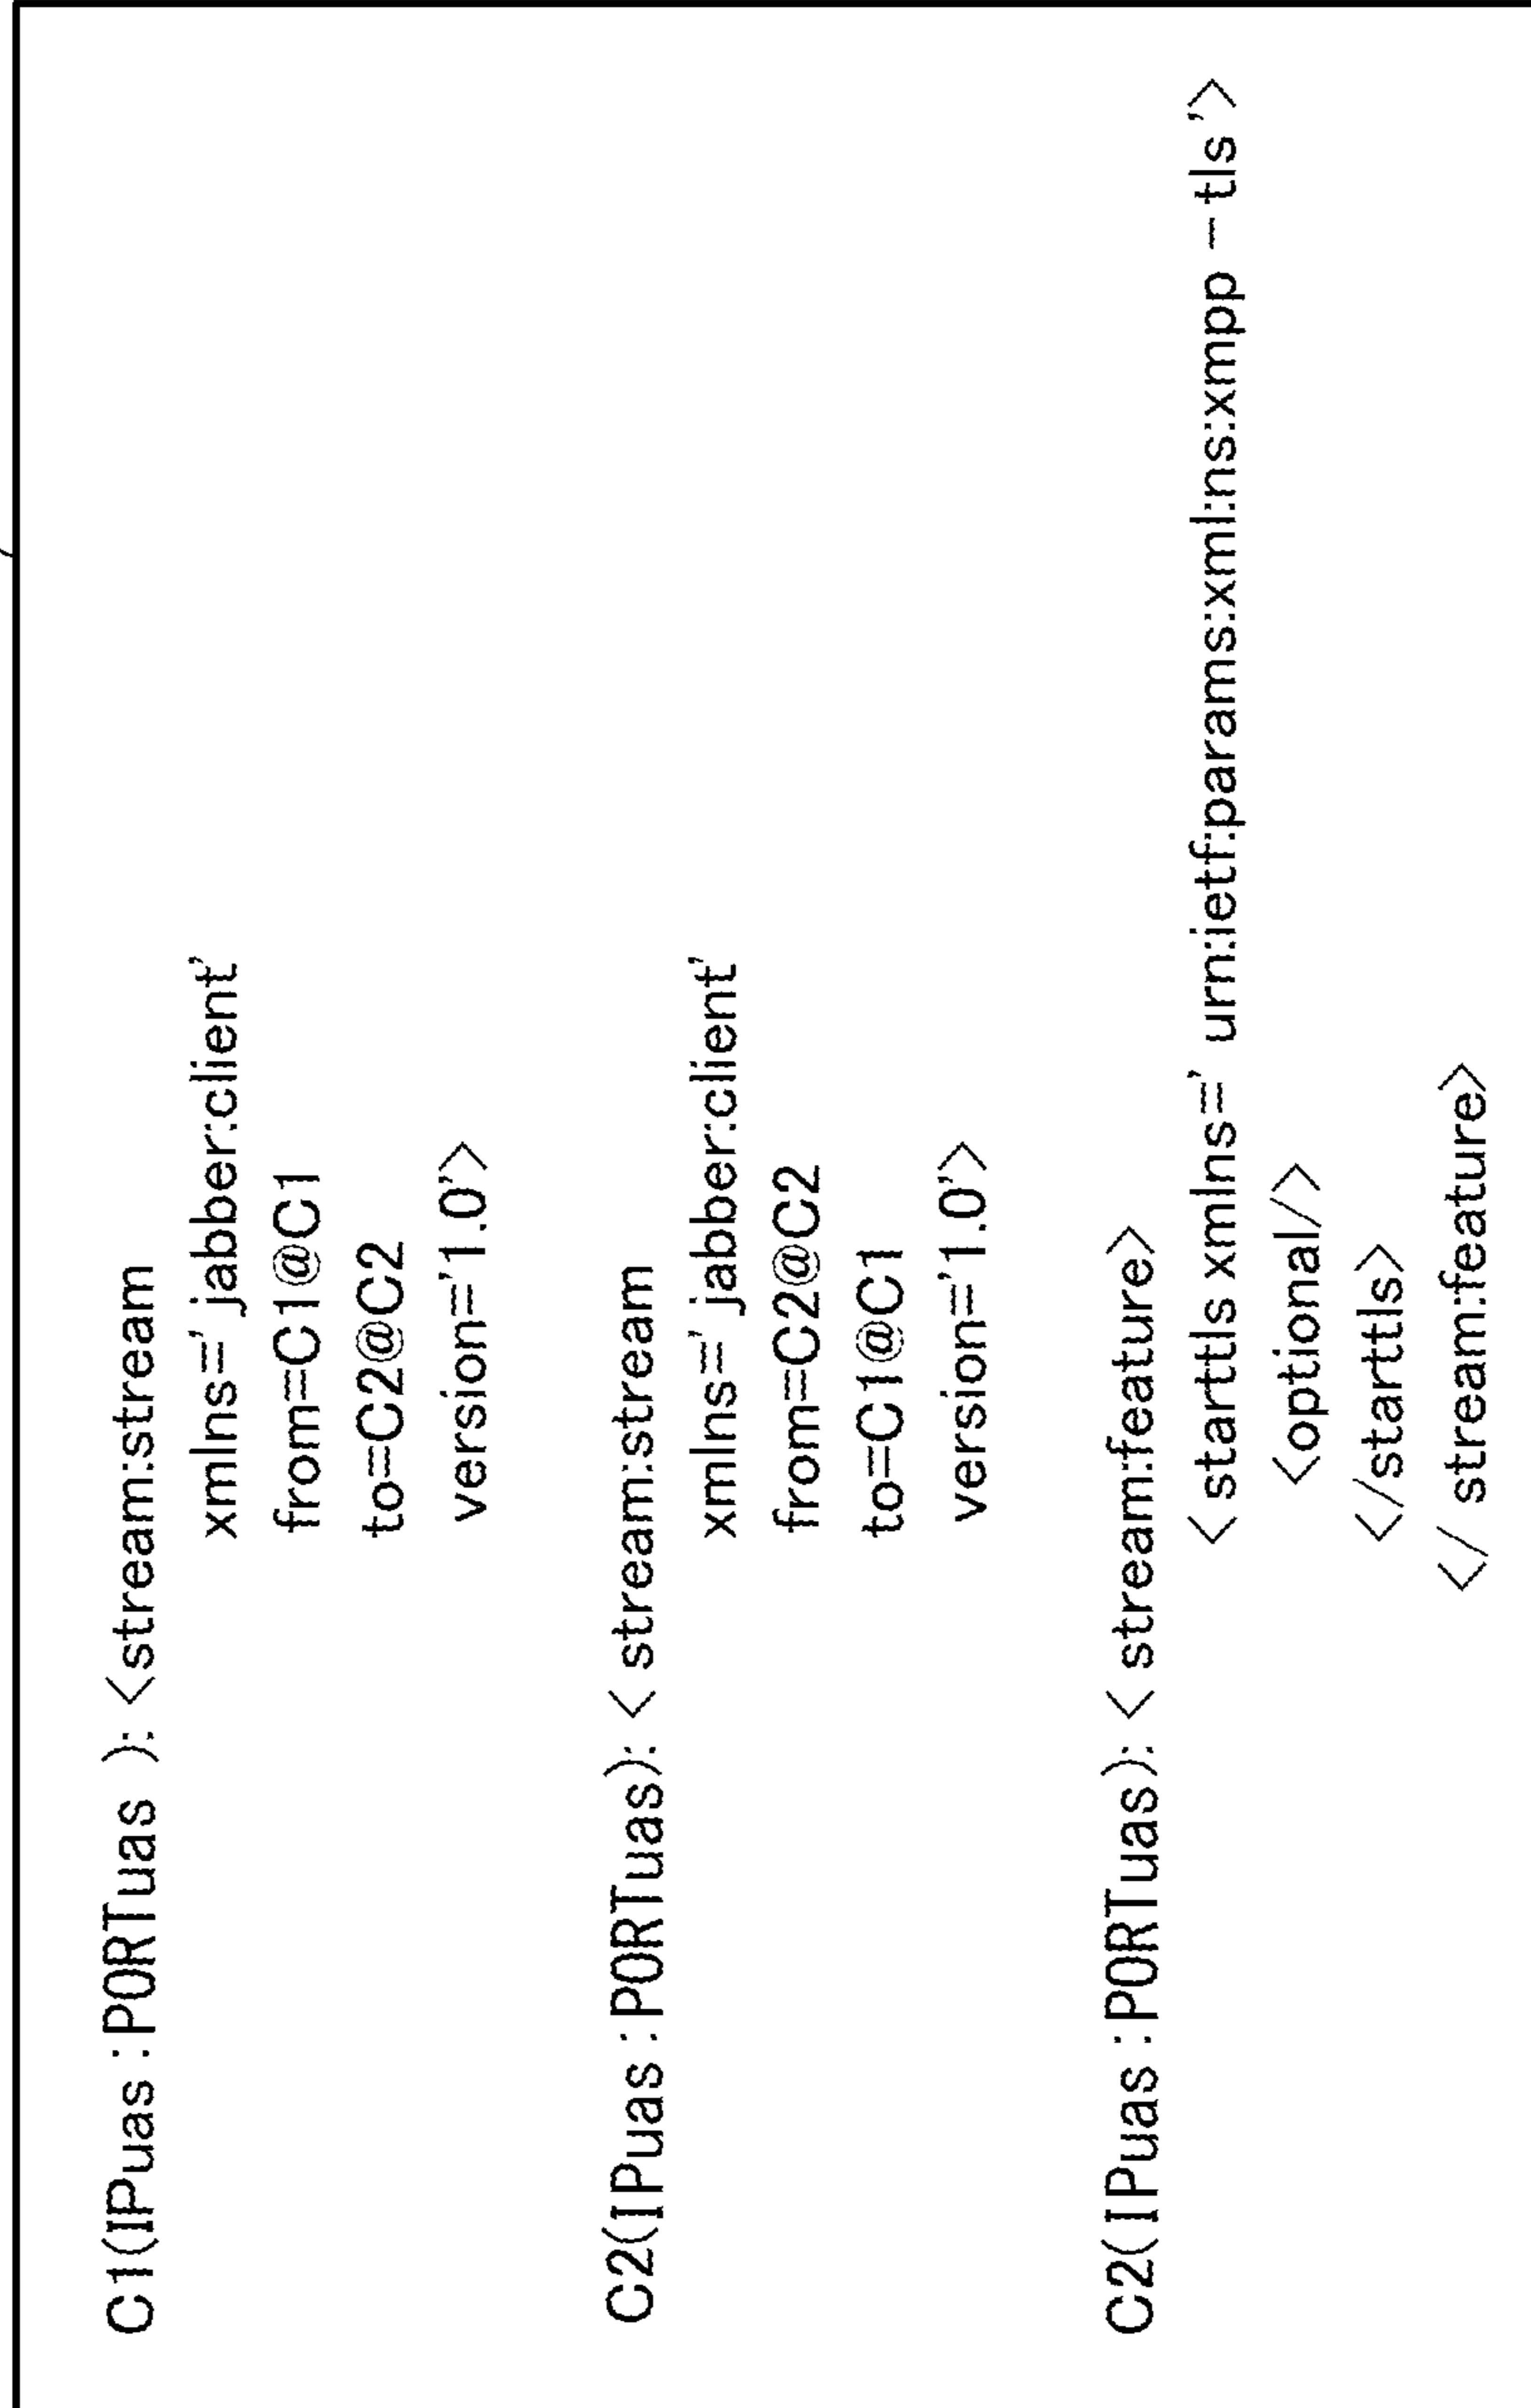 C1(IPuas :PORTuas ): <stream:stream
xmlns=' jabber:client'
from=C1@C1
to=C2@C2
version='1.0'>
C2(IPuas :PORTuas): < stream:stream
xmlns=' jabber:client'
from=C2@C2
to=C1@C1
version='1.0'>
C2(IPuas :PORTuas): < stream:feature>
<starttls xmlns=' urn:ietf:params:xml:ns:xmpp -tls'>
<optional/>
</starttls>
</ stream:feature>